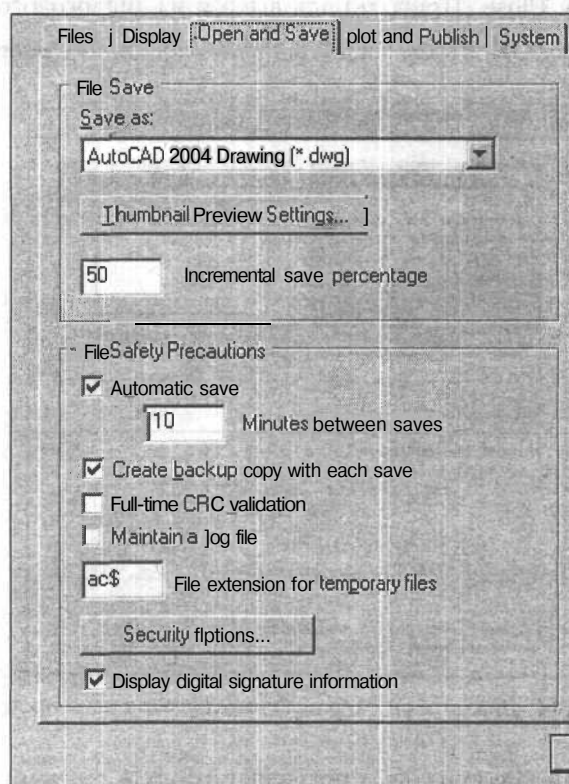 Files j Display Open and Save plot and Publish | System
File Save
Save as:
AutoCAD 2004 Drawing (*.dwg)
Thumbnail Preview Settings... ]
50 Incremental save percentage
File Safety Precautions
Automatic save
10 Minutes between saves
Create backup copy with each save
Full-time CRC validation
Maintain a ]og file
ac$ File extension for temporary files
Security flptions...
Display digital signature information